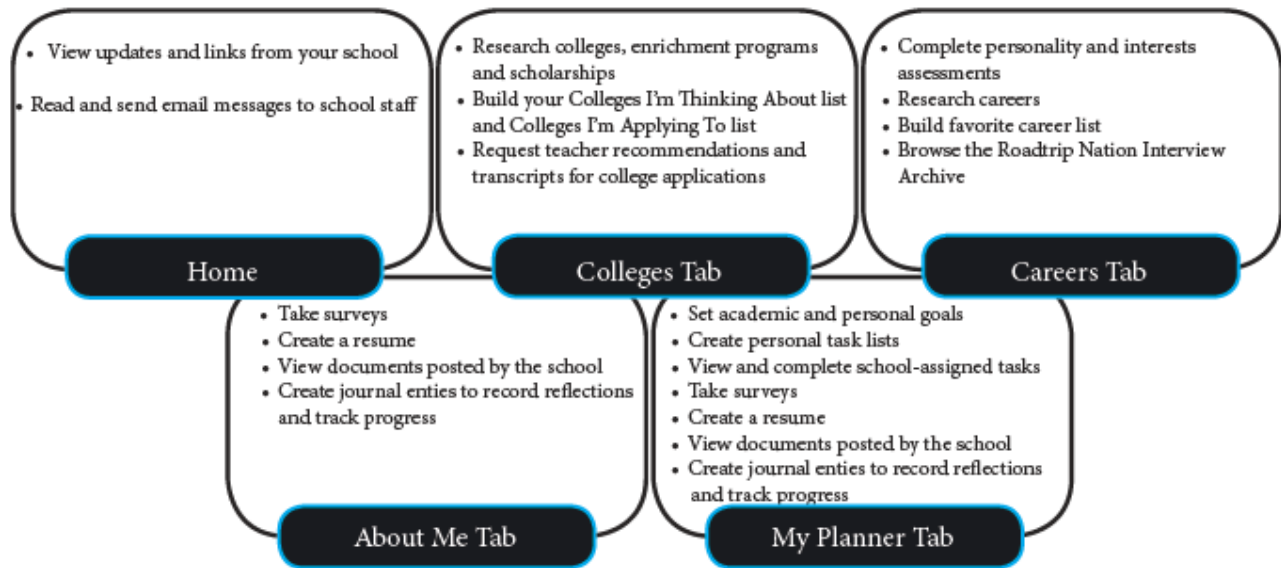 • View updates and links from your school
• Read and send email messages to school staff
Home
• Research colleges, enrichment programs
and scholarships
• Build your Colleges I'm Thinking About list
and Colleges I'm Applying To list
• Request teacher recommendations and
transcripts for college applications
Colleges Tab
• Complete personality and interests
assessments
• Research careers
• Build favorite career list
• Browse the Roadtrip Nation Interview
Archive
Careers Tab
• Take surveys
• Create a resume
• View documents posted by the school
• Create journal enties to record reflections
and track progress
About Me Tab
• Set academic and personal goals
• Create personal task lists
• View and complete school-assigned tasks
• Take surveys
• Create a resume
• View documents posted by the school
• Create journal enties to record reflections
and track progress
My Planner Tab